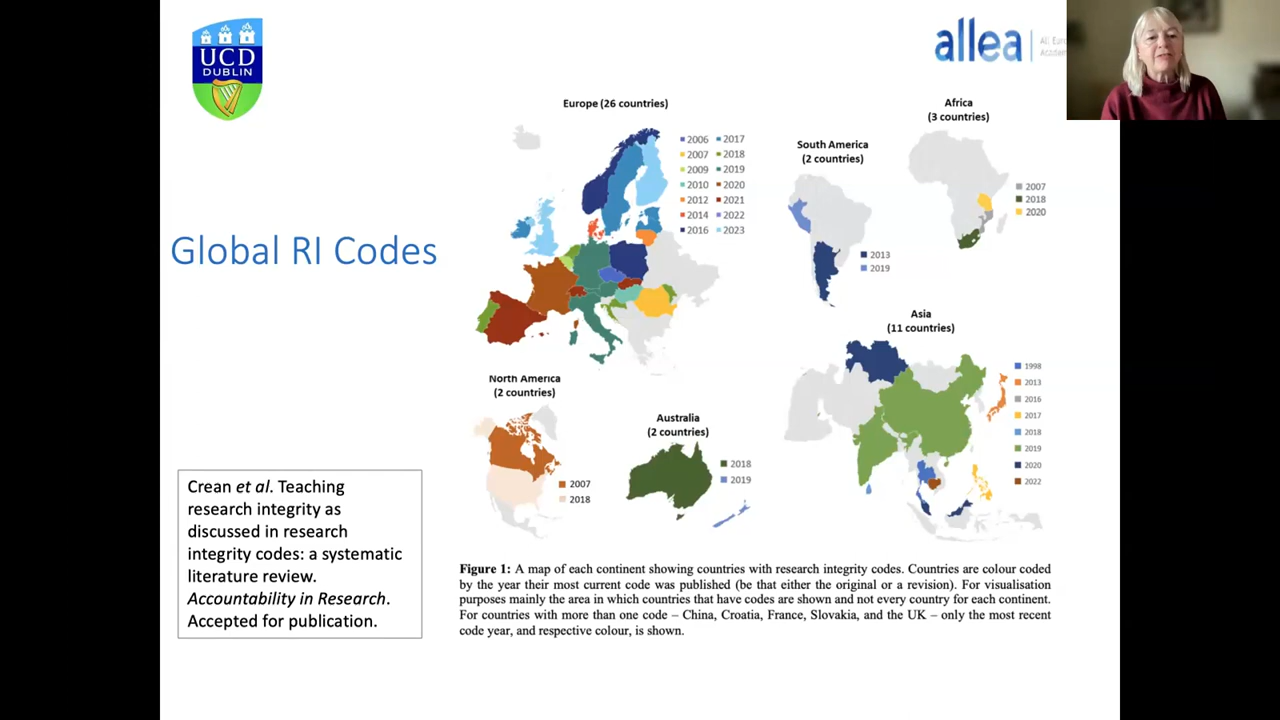 UCD
DUBLIN
allea
All Euro
Acade
Global RI Codes
Europe (26 countries)
2006 2017
2007 2018
2009 2019
2010 2020
2012 2021
2014 2022
2016 2023
South America
(2 countries)
2013
2019
Africa
(3 countries)
2007
2018
2020
North America
(2 countries)
2007
2018
Australia
(2 countries)
2018
2019
Asia
(11 countries)
1998
2013
2016
2017
2018
2019
2020
2022
Crean et al. Teaching
research integrity as
discussed in research
integrity codes: a systematic
literature review.
Accountability in Research.
Accepted for publication.
Figure 1: A map of each continent showing countries with research integrity codes. Countries are colour coded
by the year their most current code was published (be that either the original or a revision). For visualisation
purposes mainly the area in which countries that have codes are shown and not every country for each continent.
For countries with more than one code – China, Croatia, France, Slovakia, and the UK – only the most recent
code year, and respective colour, is shown.